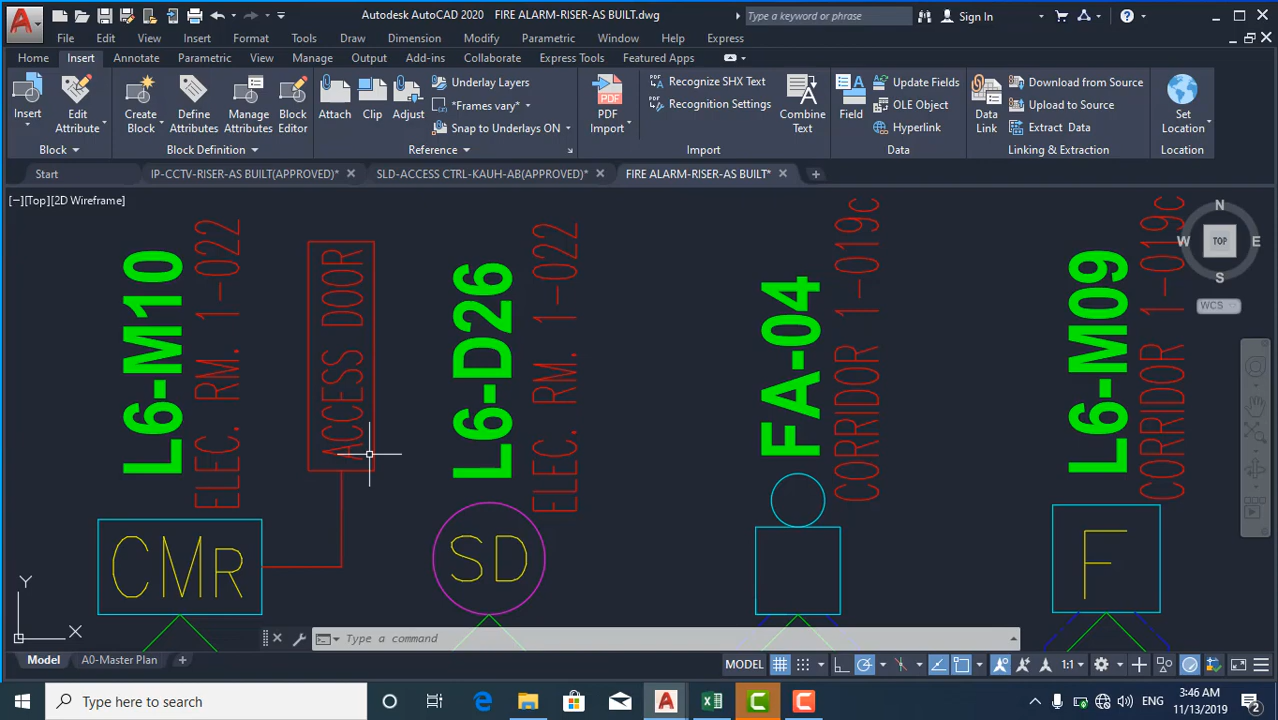 Autodesk AutoCAD 2020 FIRE ALARM-RISER-AS BUILT.dwg
Type a keyword or phrase
Sign In
File Edit View Insert Format Tools Draw Dimension Modify Parametric Window Help Express
Home Insert Annotate Parametric View Manage Output Add-ins Collaborate Express Tools Featured Apps
Insert
Edit Attribute
Create Block
Define Attributes
Manage Attributes
Block Editor
Attach
Clip
Adjust
Underlay Layers
*Frames vary*
Snap to Underlays ON
PDF
PDF Import
Recognize SHX Text
Recognition Settings
Combine Text
Field
Update Fields
OLE Object
Hyperlink
Data Link
Download from Source
Upload to Source
Extract Data
Set Location
Block Block Definition Reference Import Data Linking & Extraction Location
Start IP-CCTV-RISER-AS BUILT(APPROVED)* SLD-ACCESS CTRL-KAUH-AB(APPROVED)* FIRE ALARM-RISER-AS BUILT*
[−][Top][2D Wireframe]
N
W TOP E
S
WCS
L6-M10
ELEC. RM. 1-022
ACCESS DOOR
L6-D26
ELEC. RM. 1-022
FA-04
CORRIDOR 1-019c
L6-M09
CORRIDOR 1-019c
CMR
SD
F
Y
X
Type a command
Model A0-Master Plan
MODEL
1:1
Type here to search
ENG
3:46 AM
11/13/2019
2